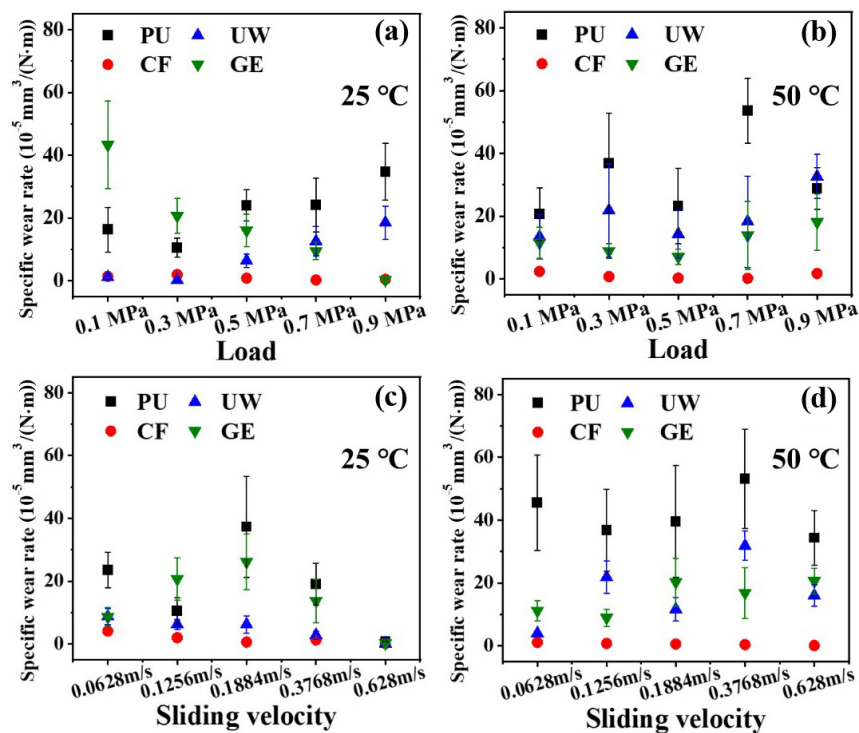 (a)
PU UW
CF GE
25 °C
Specific wear rate (10⁻⁵ mm³/(N·m))
80
60
40
20
0
0.1 MPa 0.3 MPa 0.5 MPa 0.7 MPa 0.9 MPa
Load
(b)
PU UW
CF GE
50 °C
Specific wear rate (10⁻⁵ mm³/(N·m))
80
60
40
20
0
0.1 MPa 0.3 MPa 0.5 MPa 0.7 MPa 0.9 MPa
Load
(c)
PU UW
CF GE
25 °C
Specific wear rate (10⁻⁵ mm³/(N·m))
80
60
40
20
0
0.0628m/s 0.1256m/s 0.1884m/s 0.3768m/s 0.628m/s
Sliding velocity
(d)
PU UW
CF GE
50 °C
Specific wear rate (10⁻⁵ mm³/(N·m))
80
60
40
20
0
0.0628m/s 0.1256m/s 0.1884m/s 0.3768m/s 0.628m/s
Sliding velocity